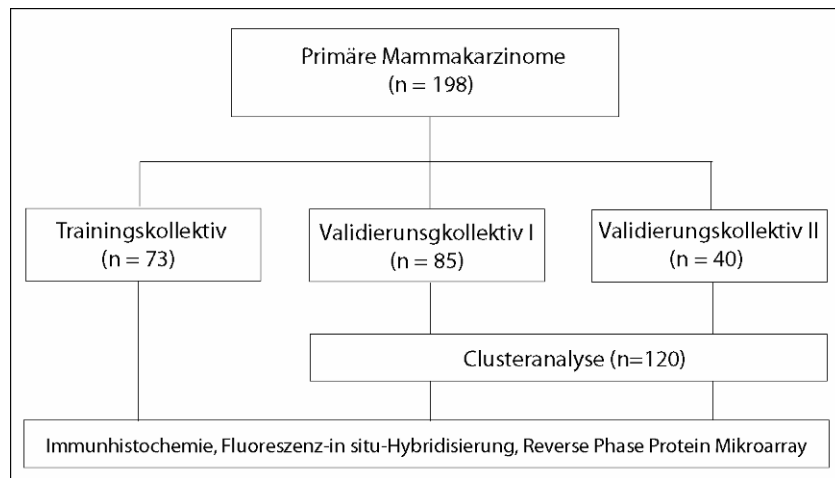 Primäre Mammakarzinome
(n = 198)
Trainingskollektiv
(n = 73)
Validierunsgkollektiv I
(n = 85)
Validierungskollektiv II
(n = 40)
Clusteranalyse (n=120)
Immunhistochemie, Fluoreszenz-in situ-Hybridisierung, Reverse Phase Protein Mikroarray